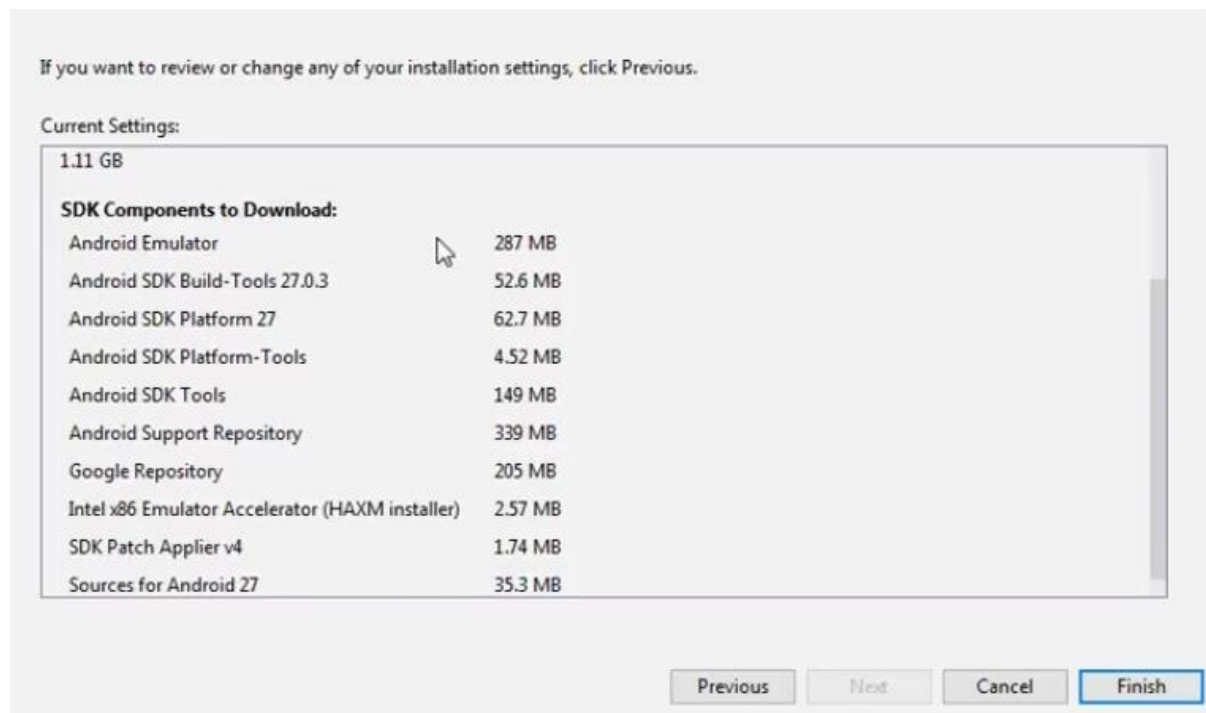 If you want to review or change any of your installation settings, click Previous.
Current Settings:
1.11 GB
SDK Components to Download:
Android Emulator 287 MB
Android SDK Build-Tools 27.0.3 52.6 MB
Android SDK Platform 27 62.7 MB
Android SDK Platform-Tools 4.52 MB
Android SDK Tools 149 MB
Android Support Repository 339 MB
Google Repository 205 MB
Intel x86 Emulator Accelerator (HAXM installer) 2.57 MB
SDK Patch Applier v4 1.74 MB
Sources for Android 27 35.3 MB
Previous Next Cancel Finish